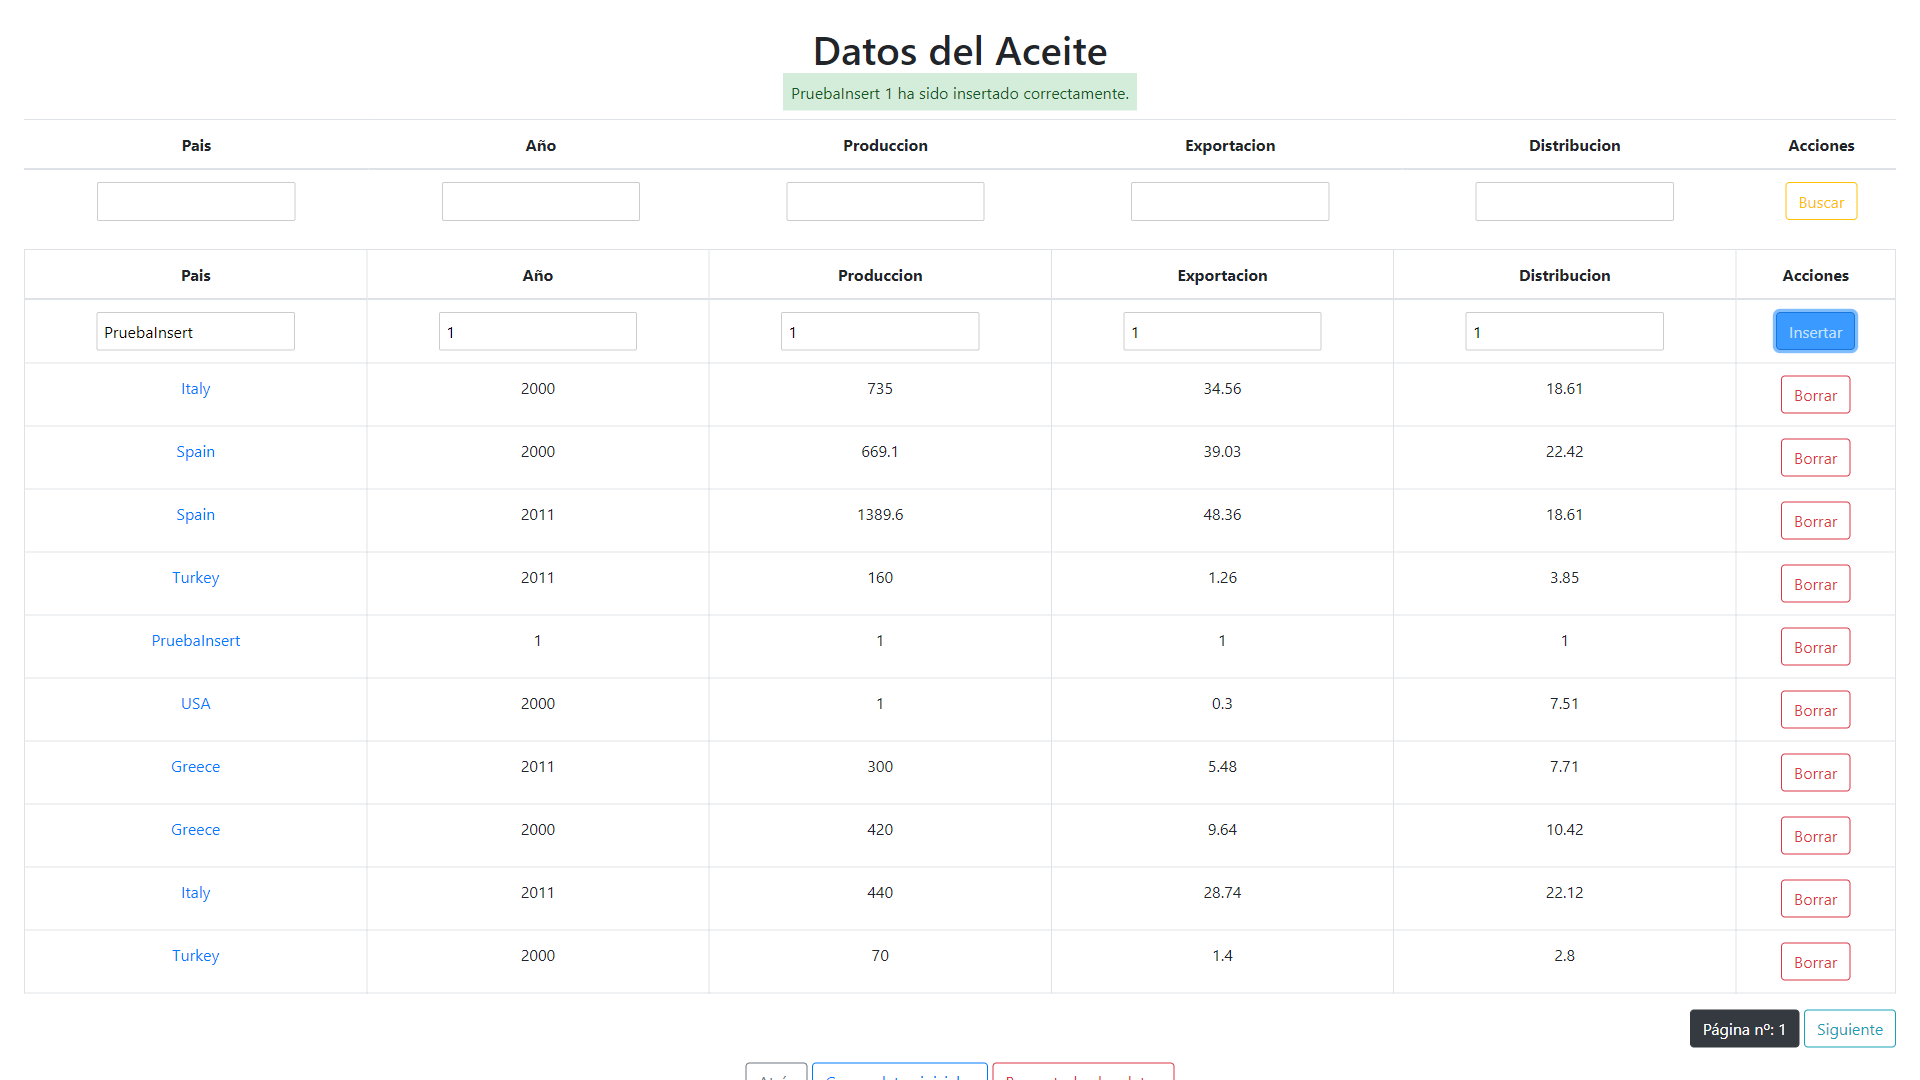 Datos del Aceite
PruebaInsert 1 ha sido insertado correctamente.
Pais Año Produccion Exportacion Distribucion Acciones
Buscar
Pais Año Produccion Exportacion Distribucion Acciones
PruebaInsert 1 1 1 1 Insertar
Italy 2000 735 34.56 18.61 Borrar
Spain 2000 669.1 39.03 22.42 Borrar
Spain 2011 1389.6 48.36 18.61 Borrar
Turkey 2011 160 1.26 3.85 Borrar
PruebaInsert 1 1 1 1 Borrar
USA 2000 1 0.3 7.51 Borrar
Greece 2011 300 5.48 7.71 Borrar
Greece 2000 420 9.64 10.42 Borrar
Italy 2011 440 28.74 22.12 Borrar
Turkey 2000 70 1.4 2.8 Borrar
Página nº: 1 Siguiente